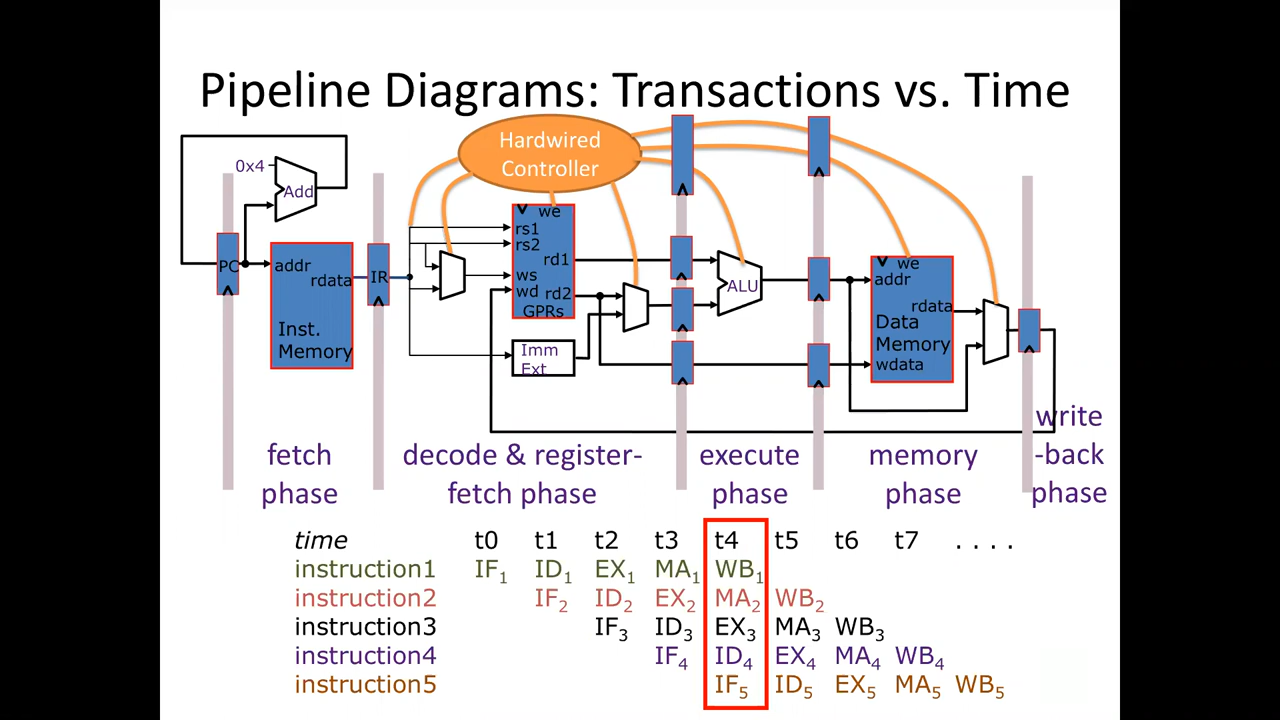 Pipeline Diagrams: Transactions vs. Time
Hardwired
Controller
0x4
Add
PC
addr
rdata
Inst.
Memory
IR
we
rs1
rs2
rd1
ws
wd
rd2
GPRs
Imm
Ext
ALU
we
addr
rdata
Data
Memory
wdata
fetch
phase
decode & register-
fetch phase
execute
phase
memory
phase
write
-back
phase
time t0 t1 t2 t3 t4 t5 t6 t7 . . . .
instruction1 IF1 ID1 EX1 MA1 WB1
instruction2 IF2 ID2 EX2 MA2 WB2
instruction3 IF3 ID3 EX3 MA3 WB3
instruction4 IF4 ID4 EX4 MA4 WB4
instruction5 IF5 ID5 EX5 MA5 WB5